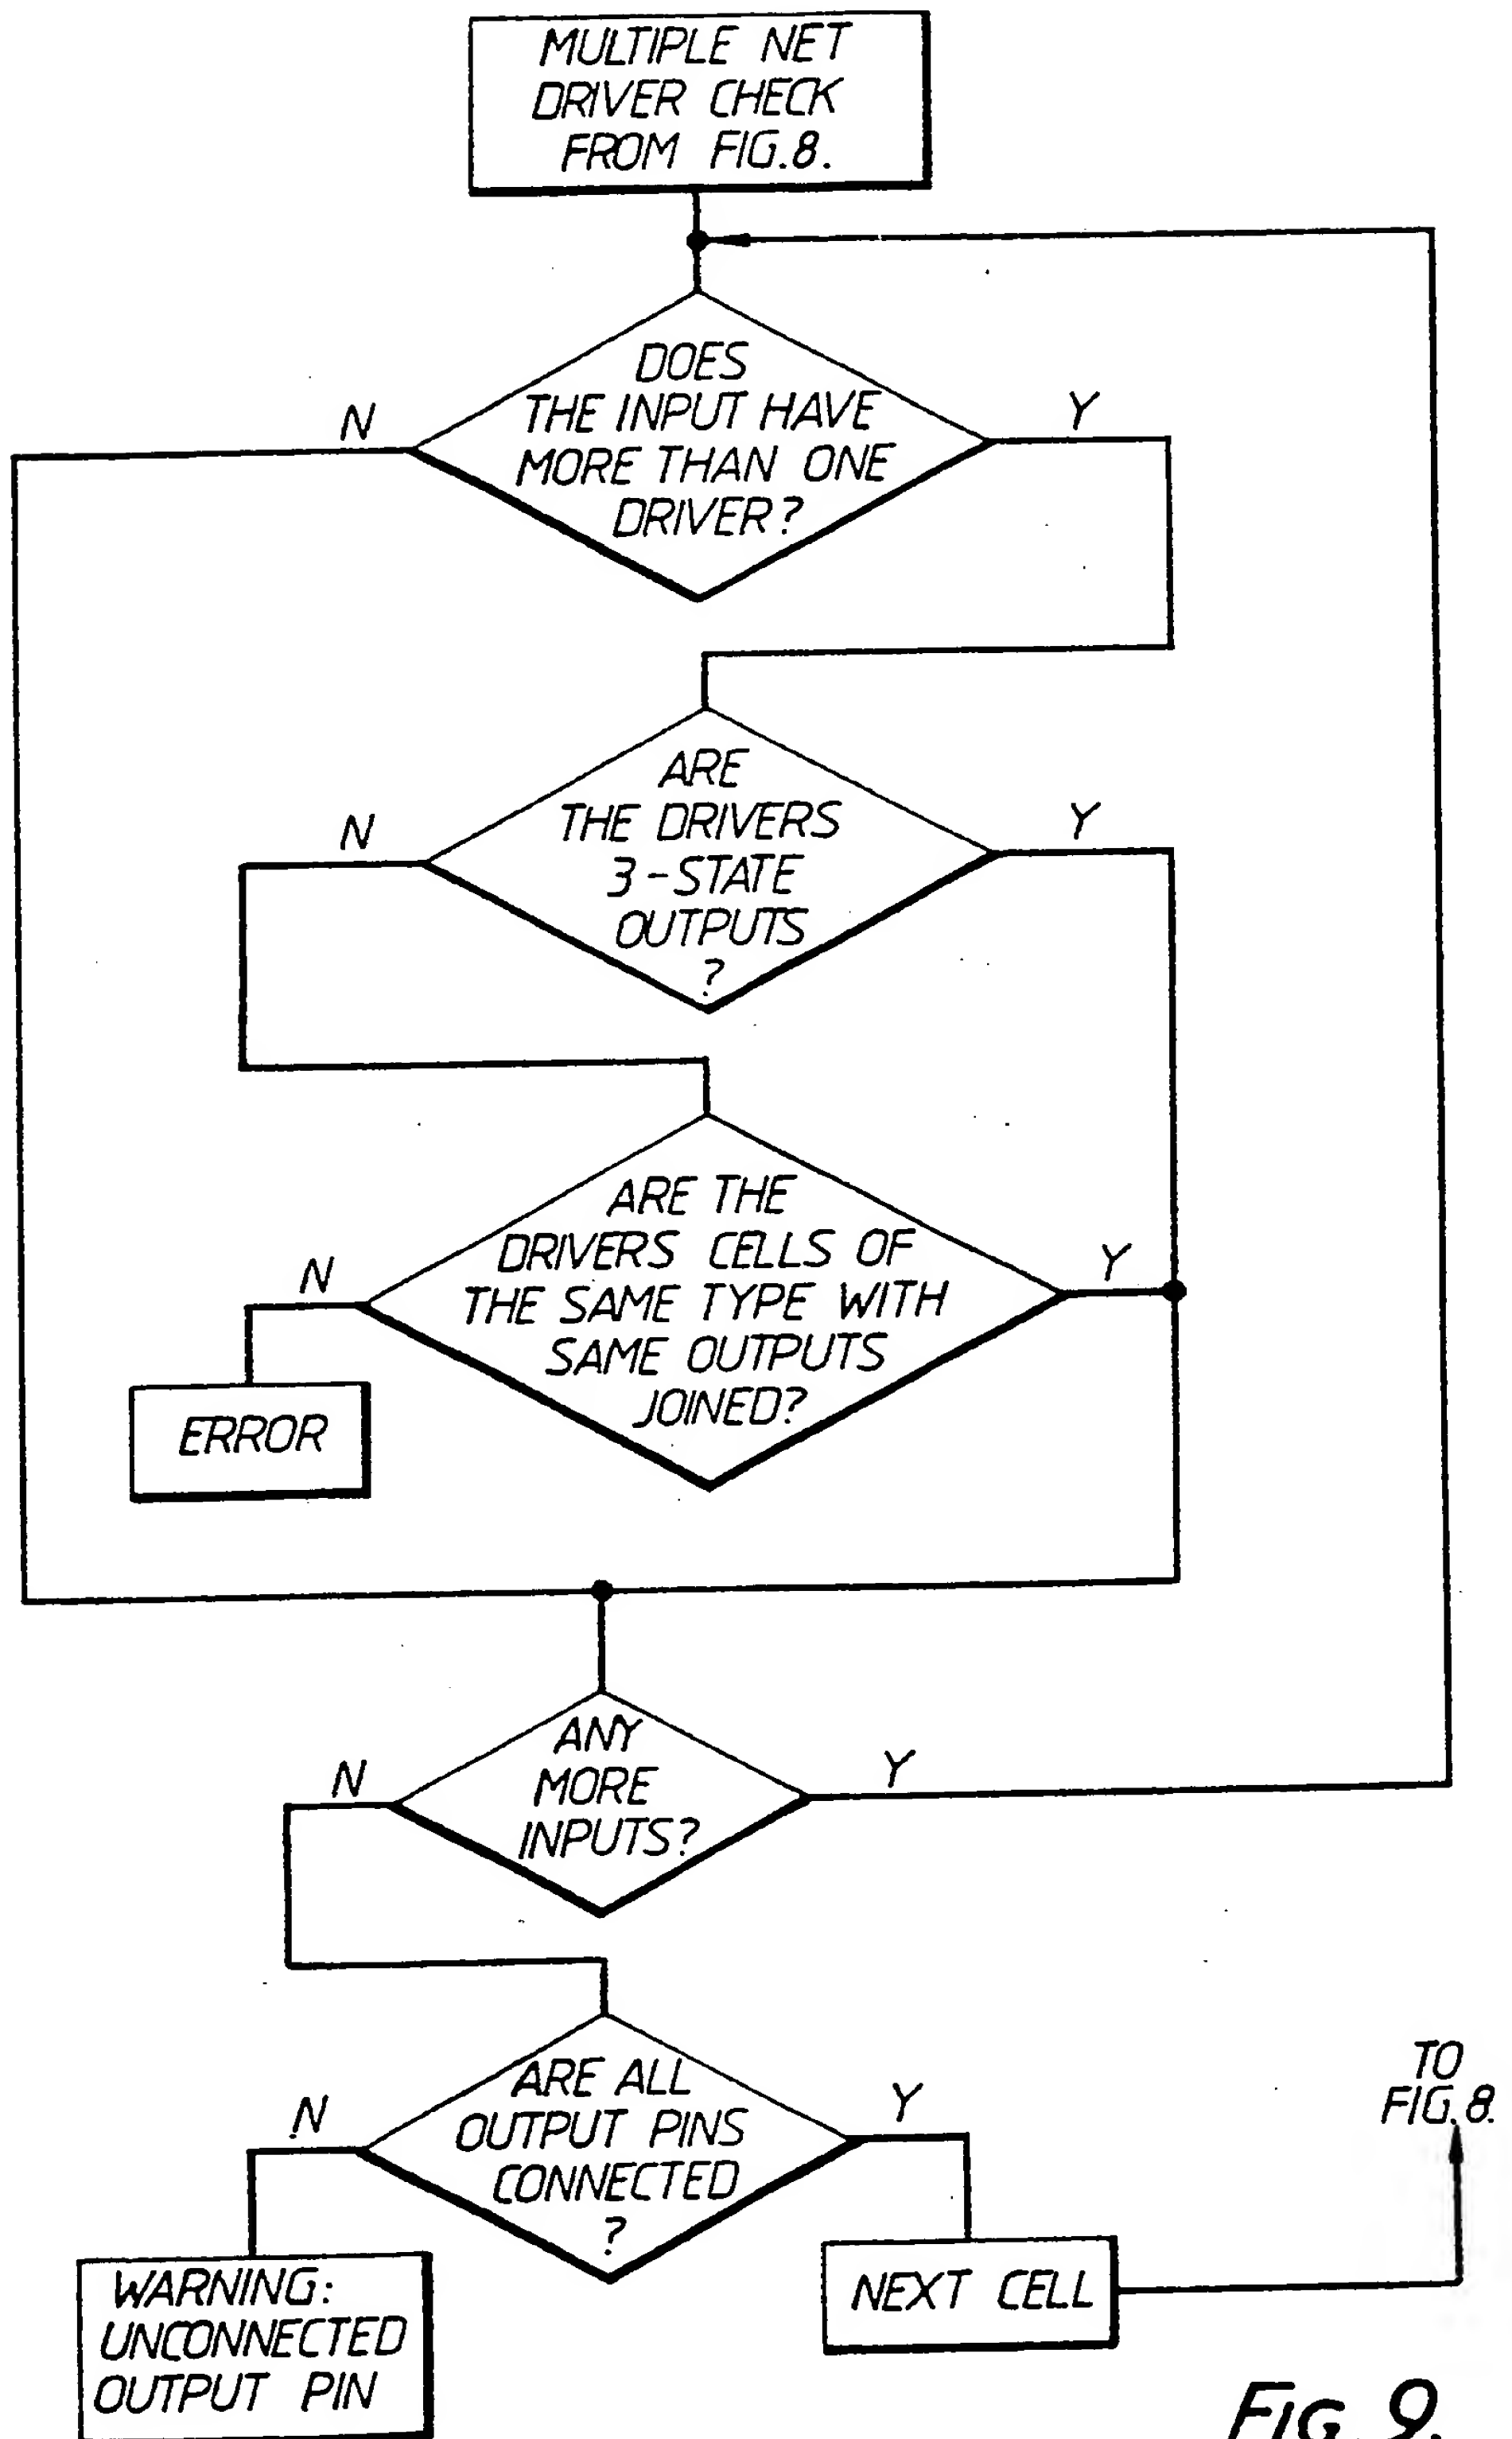 MULTIPLE NET
DRIVER CHECK
FROM FIG.8.
DOES
THE INPUT HAVE
MORE THAN ONE
DRIVER?
N
Y
ARE
THE DRIVERS
3-STATE
OUTPUTS
?
N
Y
ARE THE
DRIVERS CELLS OF
THE SAME TYPE WITH
SAME OUTPUTS
JOINED?
N
Y
ERROR
ANY
MORE
INPUTS?
N
Y
ARE ALL
OUTPUT PINS
CONNECTED
?
N
Y
TO
FIG.8.
WARNING:
UNCONNECTED
OUTPUT PIN
NEXT CELL
FIG. 9.